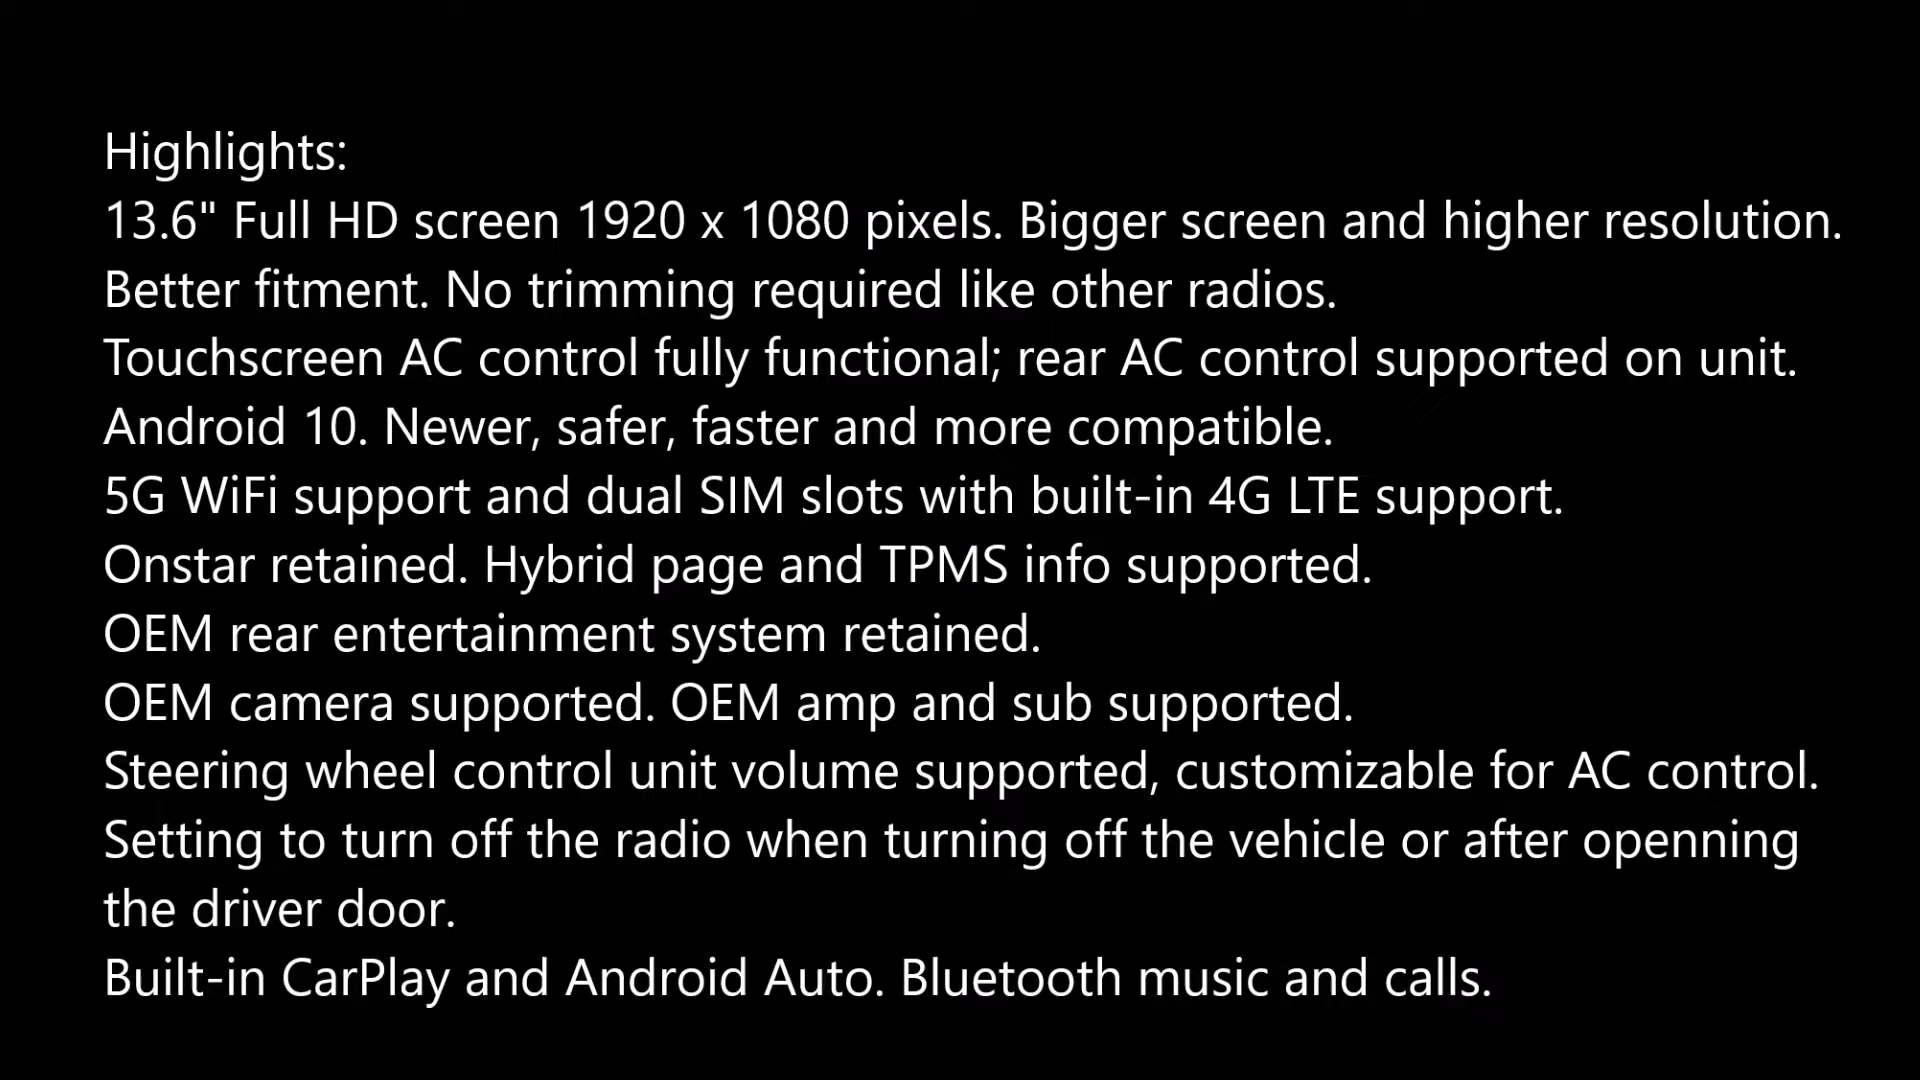 Highlights:
13.6" Full HD screen 1920 x 1080 pixels. Bigger screen and higher resolution.
Better fitment. No trimming required like other radios.
Touchscreen AC control fully functional; rear AC control supported on unit.
Android 10. Newer, safer, faster and more compatible.
5G WiFi support and dual SIM slots with built-in 4G LTE support.
Onstar retained. Hybrid page and TPMS info supported.
OEM rear entertainment system retained.
OEM camera supported. OEM amp and sub supported.
Steering wheel control unit volume supported, customizable for AC control.
Setting to turn off the radio when turning off the vehicle or after openning
the driver door.
Built-in CarPlay and Android Auto. Bluetooth music and calls.